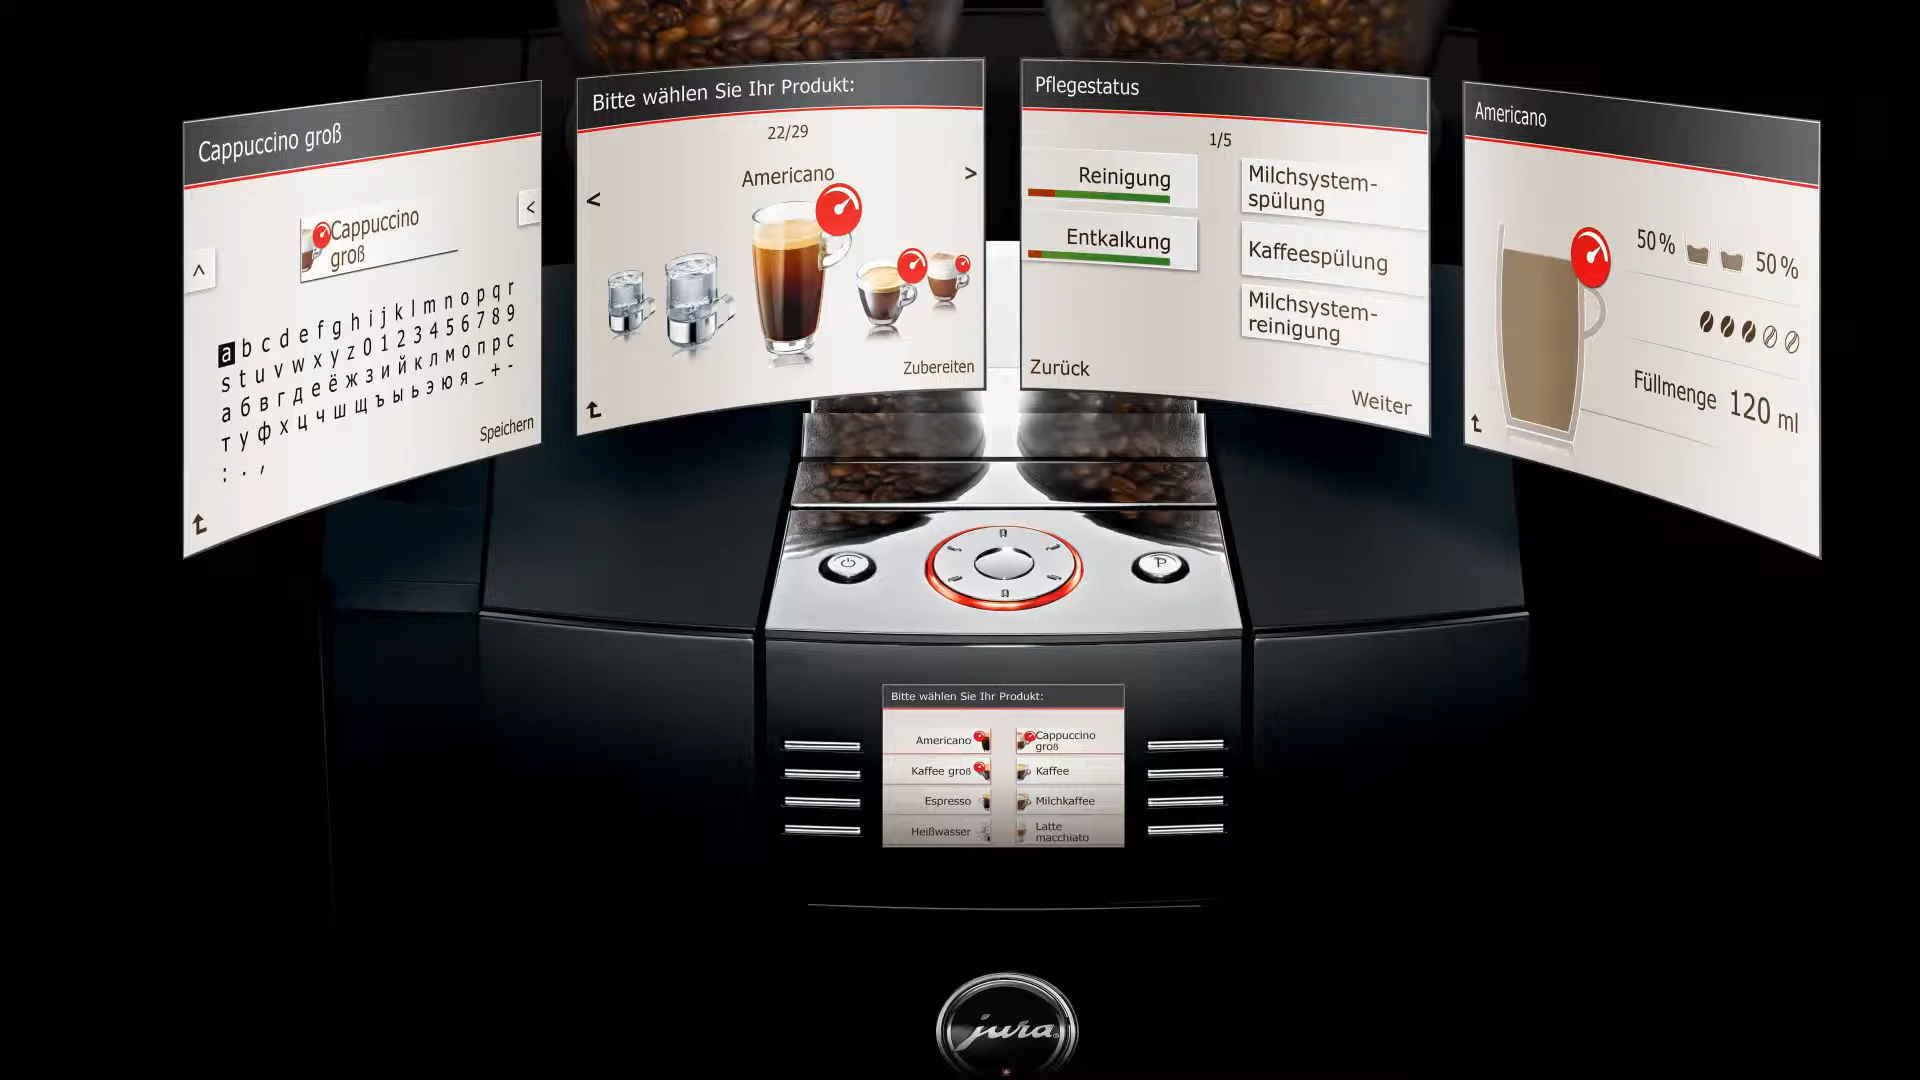 Cappuccino groß
<
Cappuccino
groß
^
a b c d e f g h i j k l m n o p q r
s t u v w x y z 0 1 2 3 4 5 6 7 8 9
а б в г д е ё ж з и й к л м о п р с
т у ф х ц ч ш щ ъ ы ь э ю я _ + -
: . ,
Speichern
Bitte wählen Sie Ihr Produkt:
22/29
Americano
< >
Zubereiten
Pflegestatus
1/5
Reinigung
Entkalkung
Milchsystem-
spülung
Kaffeespülung
Milchsystem-
reinigung
Zurück
Weiter
Americano
50 % 50 %
Füllmenge 120 ml
P
Bitte wählen Sie Ihr Produkt:
Americano
Cappuccino
groß
Kaffee groß
Kaffee
Espresso
Milchkaffee
Heißwasser
Latte
macchiato
jura